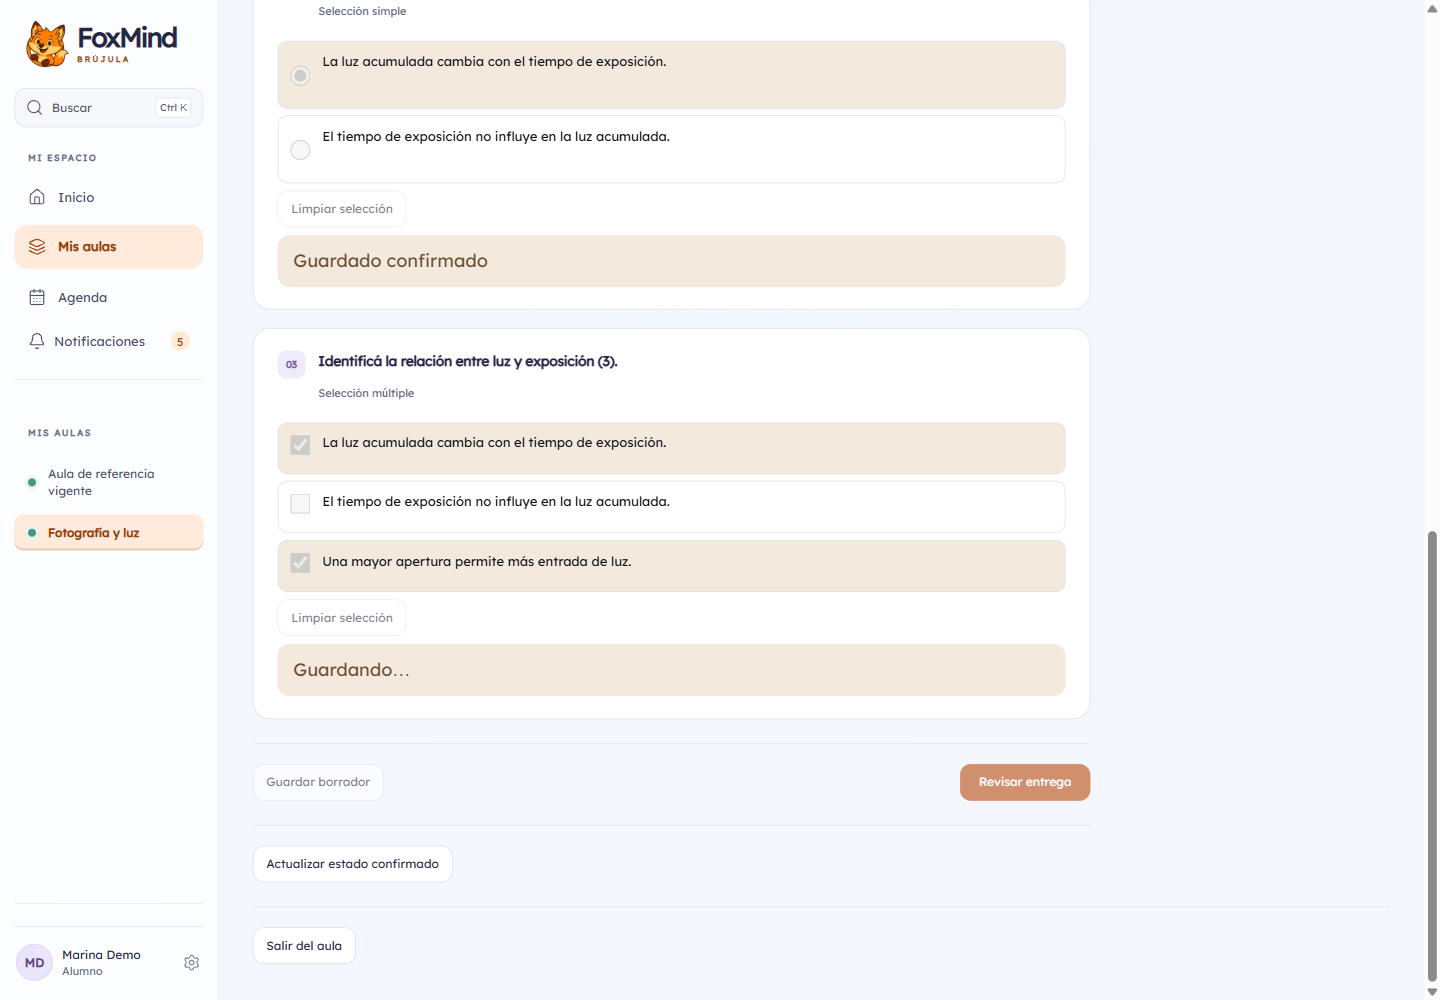 FoxMind
BRÚJULA
Buscar
Ctrl K
MI ESPACIO
Inicio
Mis aulas
Agenda
Notificaciones
5
MIS AULAS
Aula de referencia
vigente
Fotografía y luz
MD
Marina Demo
Alumno
Selección simple
La luz acumulada cambia con el tiempo de exposición.
El tiempo de exposición no influye en la luz acumulada.
Limpiar selección
Guardado confirmado
03
Identificá la relación entre luz y exposición (3).
Selección múltiple
La luz acumulada cambia con el tiempo de exposición.
El tiempo de exposición no influye en la luz acumulada.
Una mayor apertura permite más entrada de luz.
Limpiar selección
Guardando...
Guardar borrador
Revisar entrega
Actualizar estado confirmado
Salir del aula